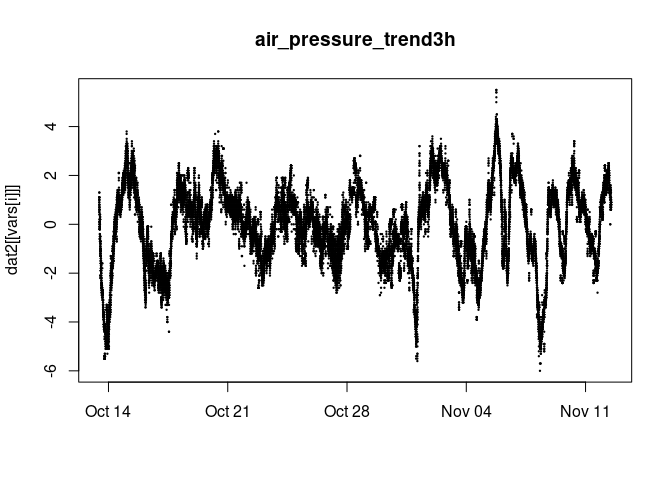 air_pressure_trend3h
dat2[[vars[i]]]
4
2
0
-2
-4
-6
Oct 14 Oct 21 Oct 28 Nov 04 Nov 11